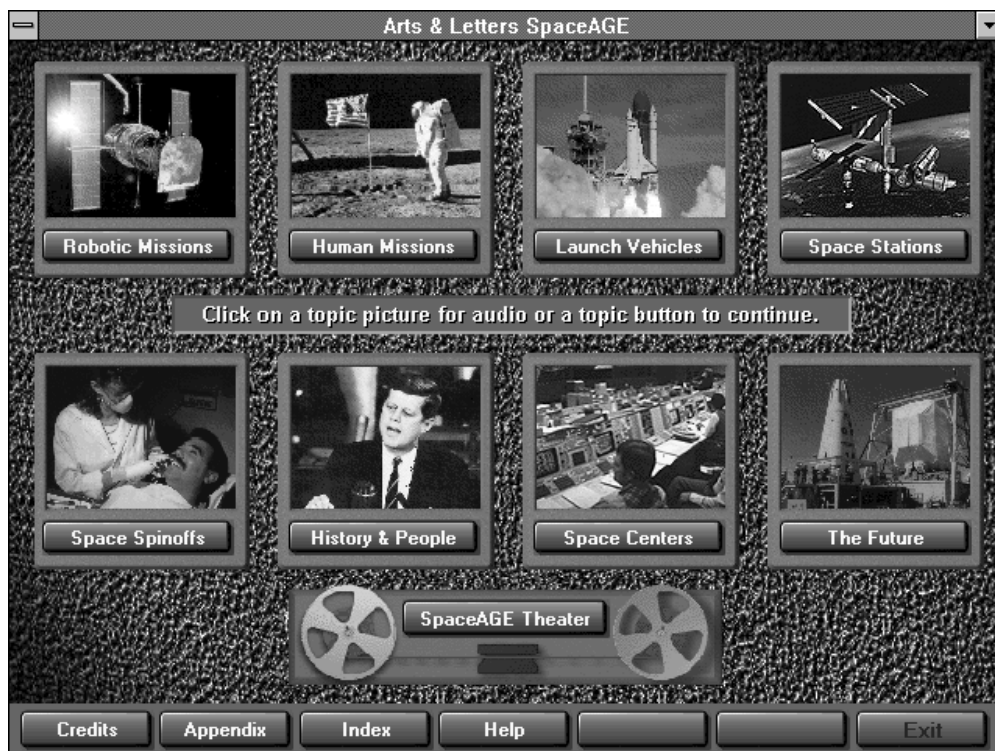 Arts & Letters SpaceAGE
Robotic Missions
Human Missions
Launch Vehicles
Space Stations
Click on a topic picture for audio or a topic button to continue.
Space Spinoffs
History & People
Space Centers
The Future
SpaceAGE Theater
Credits
Appendix
Index
Help
Exit